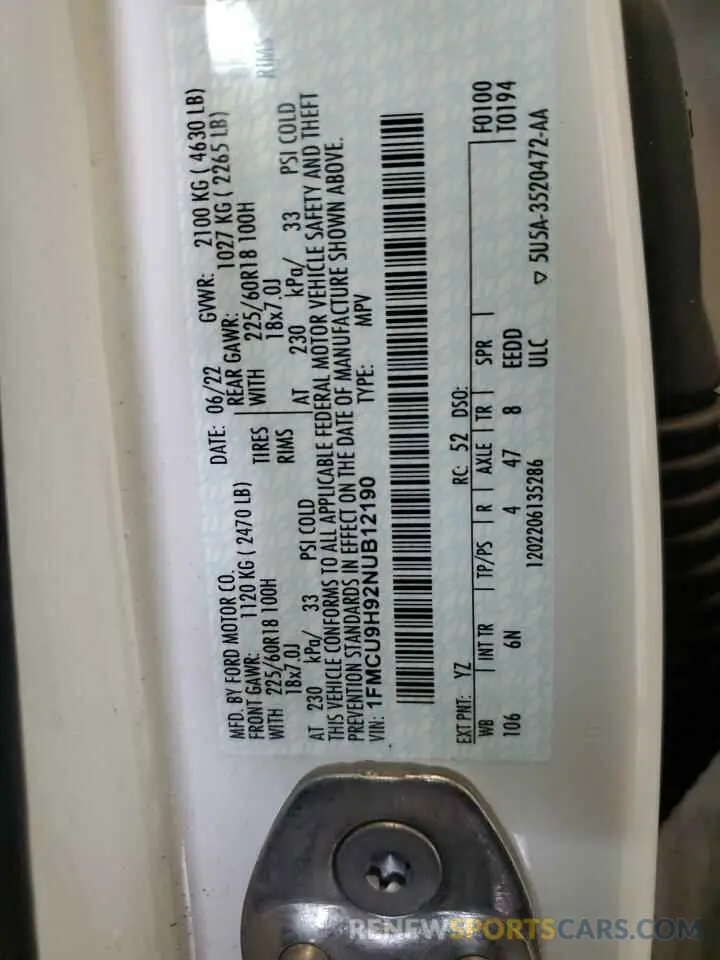 MFD. BY FORD MOTOR CO.
DATE: 06/22 GVWR: 2100 KG ( 4630 LB)
FRONT GAWR: 1120 KG ( 2470 LB) REAR GAWR: 1027 KG ( 2265 LB)
WITH 225/60R18 100H TIRES WITH 225/60R18 100H
18x7.0J RIMS 18x7.0J RIMS
AT 230 kPa/ 33 PSI COLD AT 230 kPa/ 33 PSI COLD
THIS VEHICLE CONFORMS TO ALL APPLICABLE FEDERAL MOTOR VEHICLE SAFETY AND THEFT
PREVENTION STANDARDS IN EFFECT ON THE DATE OF MANUFACTURE SHOWN ABOVE.
VIN: 1FMCU9H92NUB12190 TYPE: MPV
EXT PNT: YZ RC: 52 DSO: F0100
WB INT TR TP/PS R AXLE TR SPR T0194
106 6N 4 47 8 EEDD
1202206135286 ULC ▽ 5U5A-3520472-AA
RENEWSPORTSCARS.COM